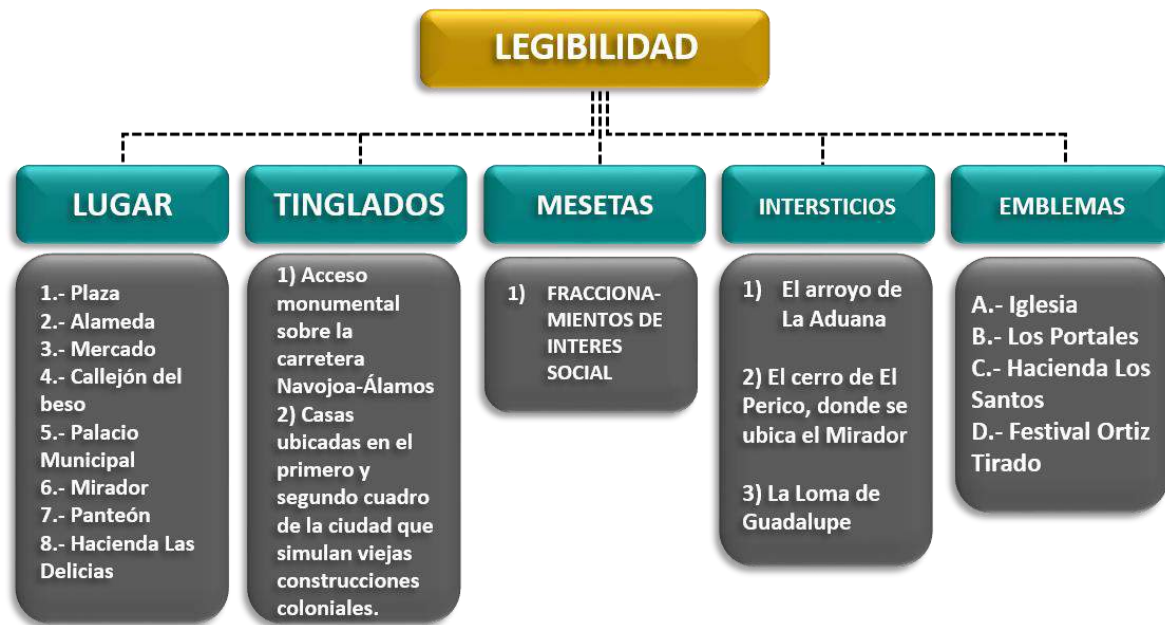 LEGIBILIDAD
LUGAR
1.- Plaza
2.- Alameda
3.- Mercado
4.- Callejón del
beso
5.- Palacio
Municipal
6.- Mirador
7.- Panteón
8.- Hacienda Las
Delicias
TINGLADOS
1) Acceso
monumental
sobre la
carretera
Navojoa-Álamos
2) Casas
ubicadas en el
primero y
segundo cuadro
de la ciudad que
simulan viejas
construcciones
coloniales.
MESETAS
1) FRACCIONA-
MIENTOS DE
INTERES
SOCIAL
INTERSTICIOS
1) El arroyo de
La Aduana
2) El cerro de El
Perico, donde se
ubica el Mirador
3) La Loma de
Guadalupe
EMBLEMAS
A.- Iglesia
B.- Los Portales
C.- Hacienda Los
Santos
D.- Festival Ortiz
Tirado